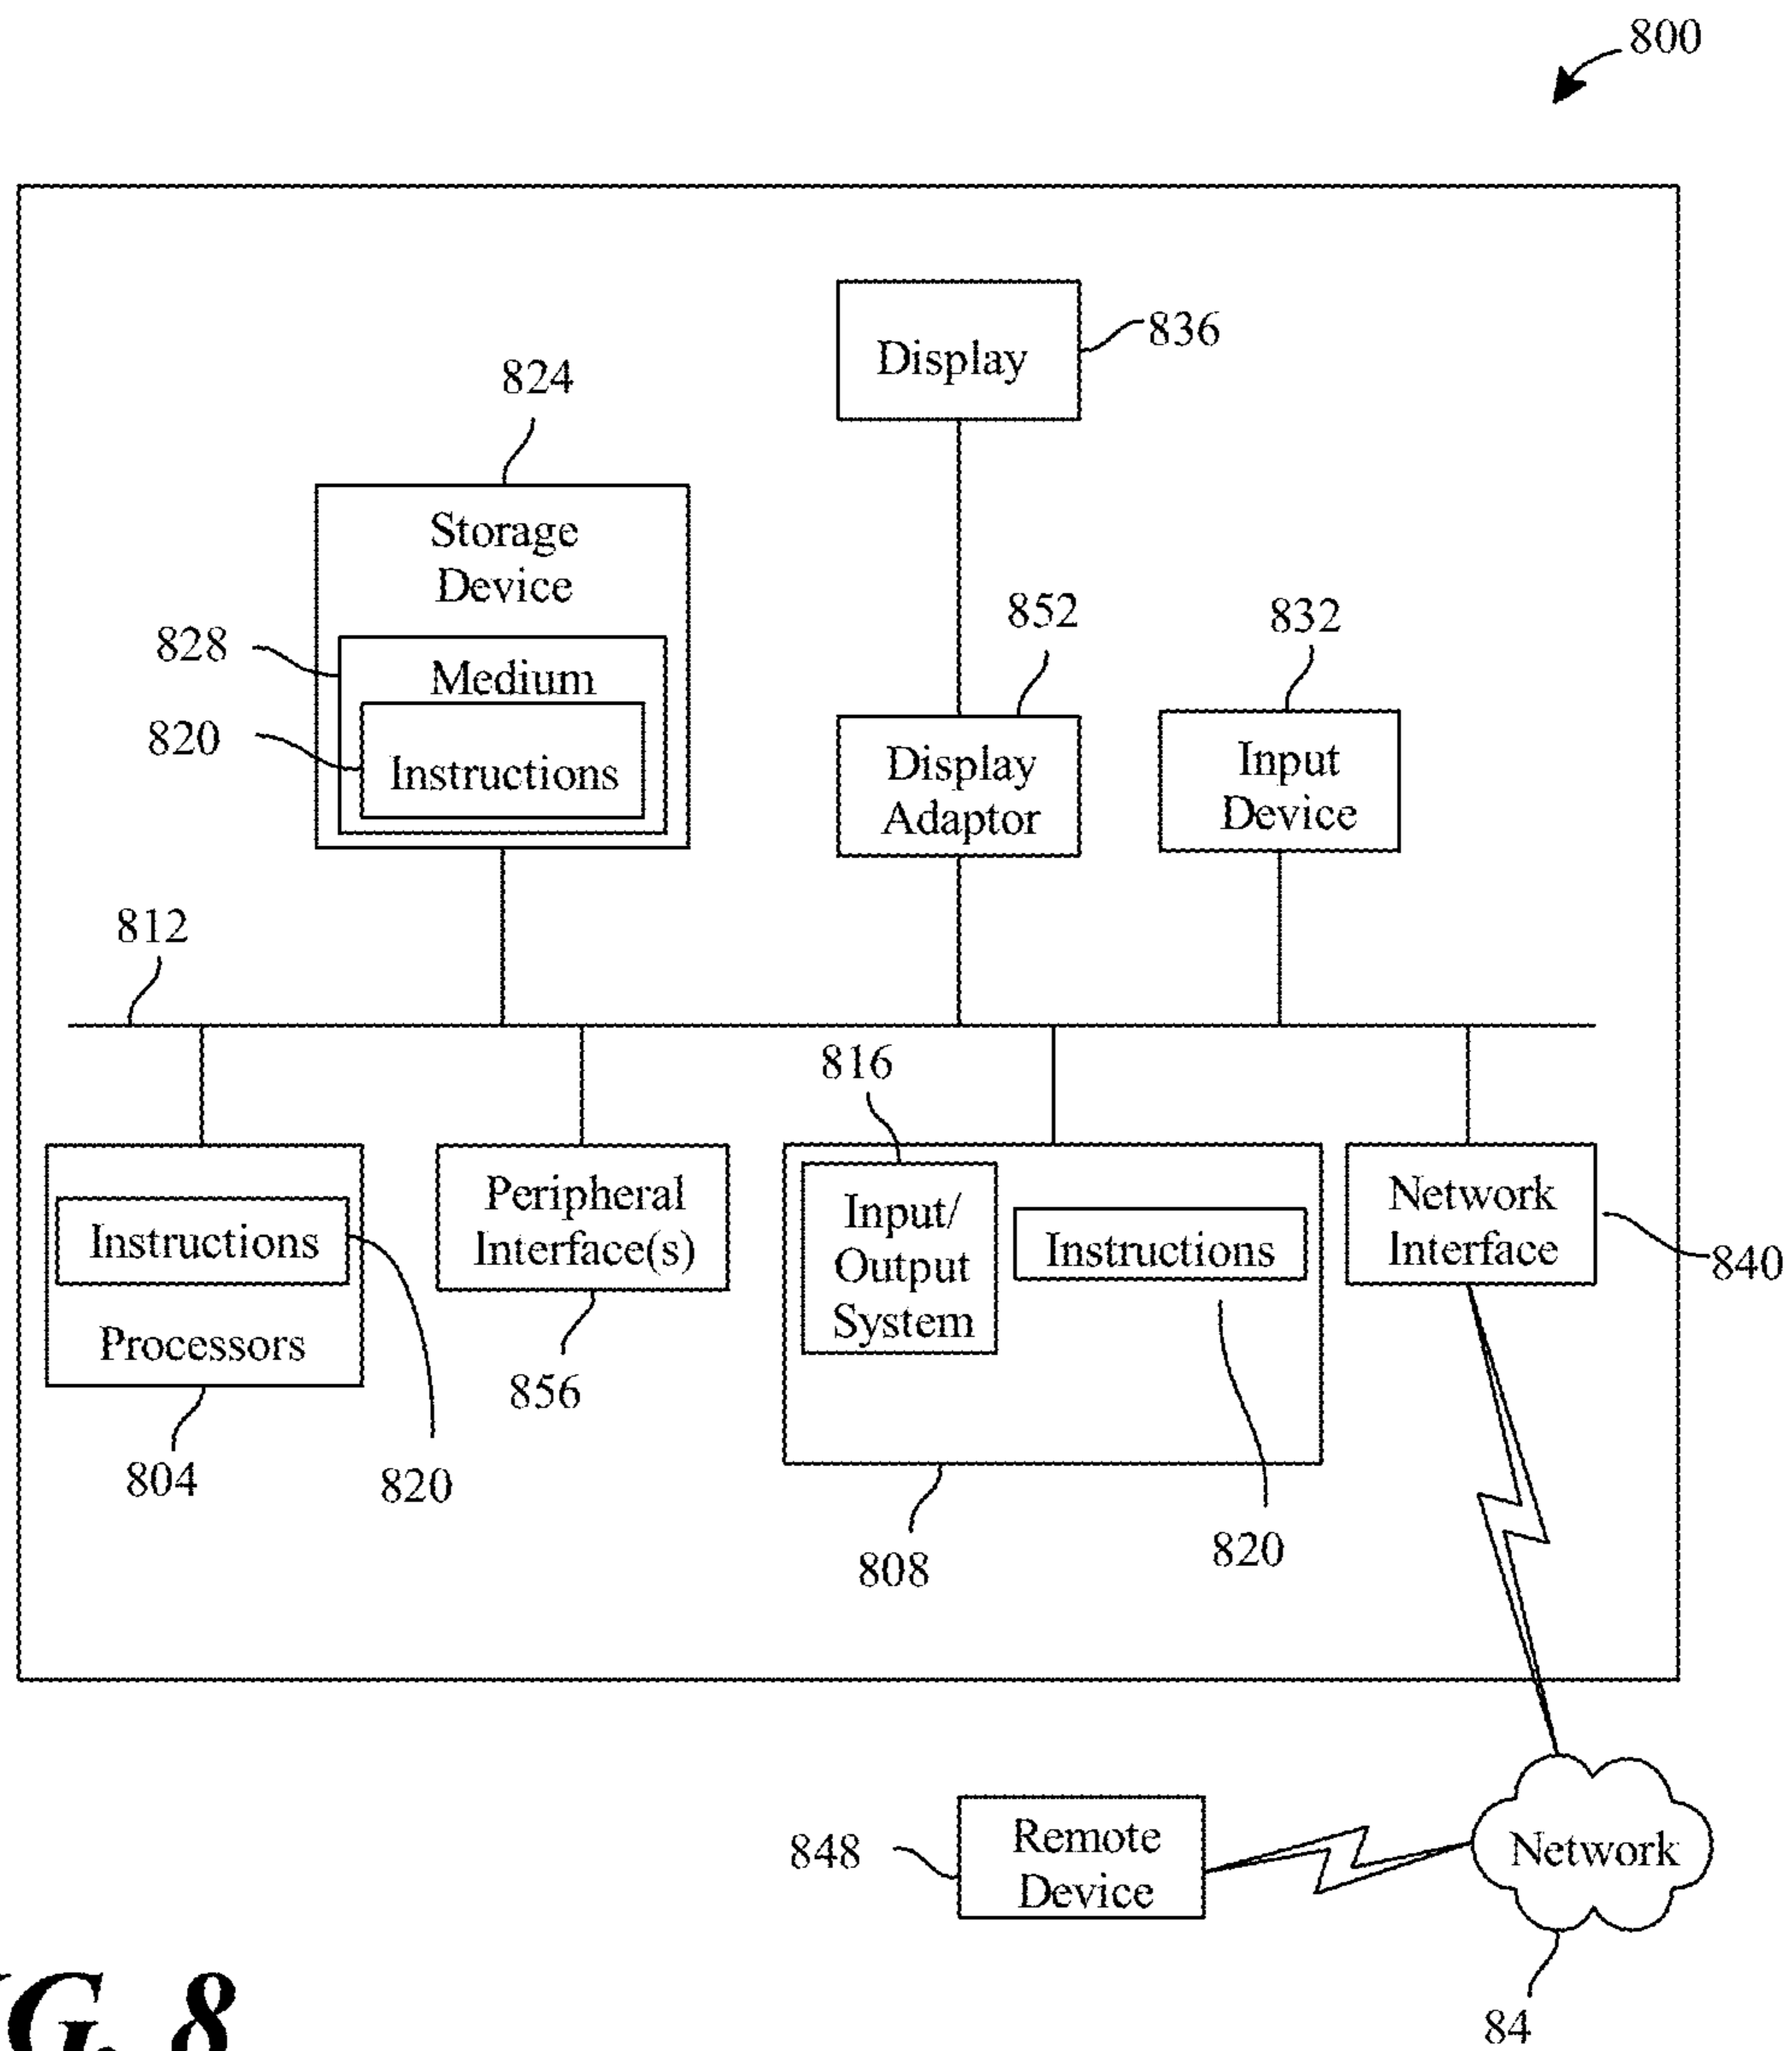 800
Display
836
824
Storage
Device
828
Medium
820
Instructions
852
Display
Adaptor
832
Input
Device
812
816
Instructions
Processors
804
820
Peripheral
Interface(s)
856
Input/
Output
System
Instructions
808
820
Network
Interface
840
848
Remote
Device
Network
84
G. 8